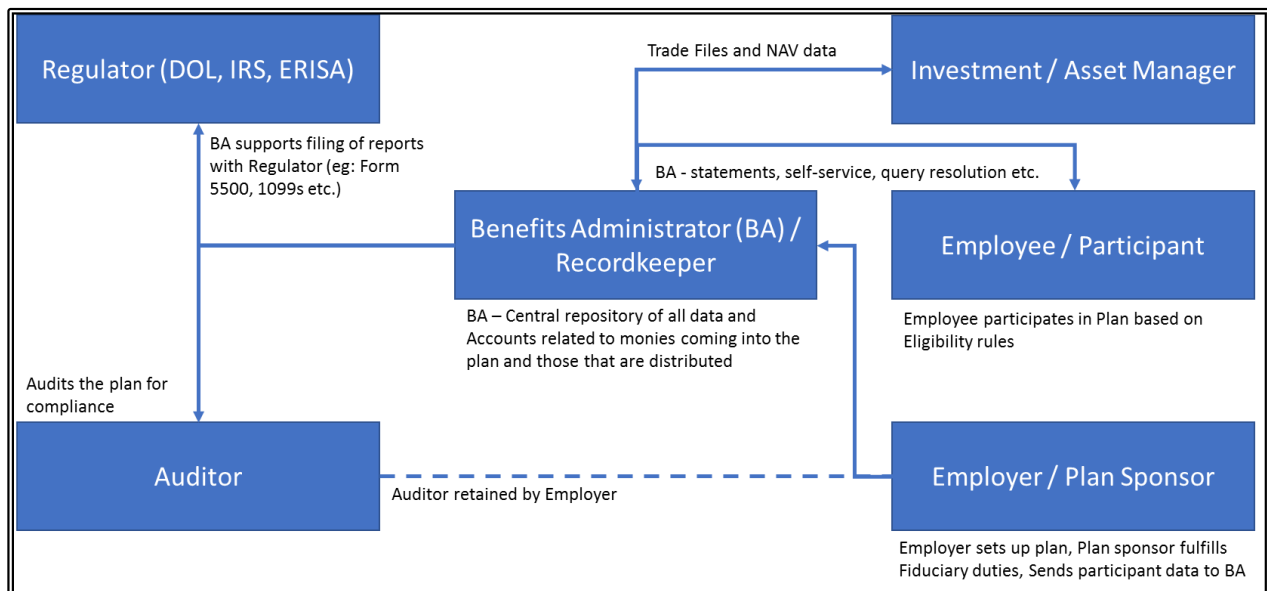 Regulator (DOL, IRS, ERISA)
Trade Files and NAV data
Investment / Asset Manager
BA supports filing of reports
with Regulator (eg: Form
5500, 1099s etc.)
BA - statements, self-service, query resolution etc.
Benefits Administrator (BA) /
Recordkeeper
Employee / Participant
BA – Central repository of all data and
Accounts related to monies coming into the
plan and those that are distributed
Employee participates in Plan based on
Eligibility rules
Audits the plan for
compliance
Auditor
Auditor retained by Employer
Employer / Plan Sponsor
Employer sets up plan, Plan sponsor fulfills
Fiduciary duties, Sends participant data to BA